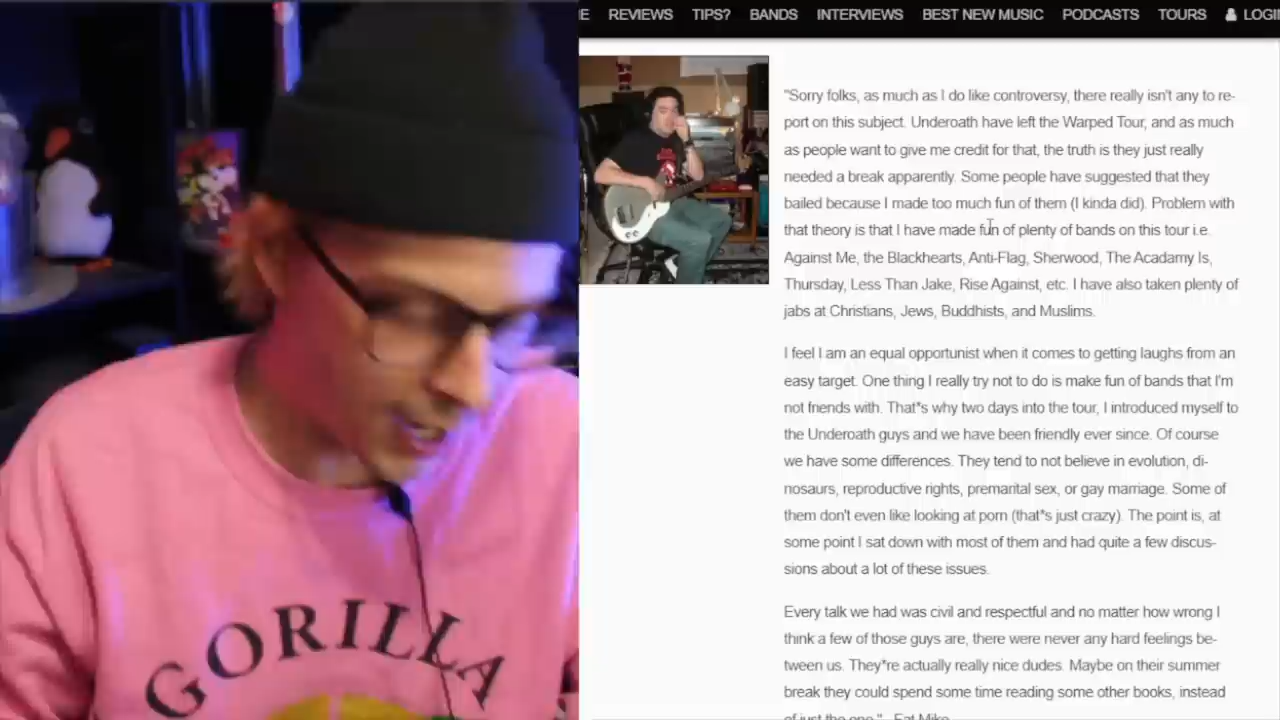 REVIEWS TIPS? BANDS INTERVIEWS BEST NEW MUSIC PODCASTS TOURS
"Sorry folks, as much as I do like controversy, there really isn't any to re-
port on this subject. Underoath have left the Warped Tour, and as much
as people want to give me credit for that, the truth is they just really
needed a break apparently. Some people have suggested that they
bailed because I made too much fun of them (I kinda did). Problem with
that theory is that I have made fun of plenty of bands on this tour i.e.
Against Me, the Blackhearts, Anti-Flag, Sherwood, The Acadamy Is,
Thursday, Less Than Jake, Rise Against, etc. I have also taken plenty of
jabs at Christians, Jews, Buddhists, and Muslims.
I feel I am an equal opportunist when it comes to getting laughs from an
easy target. One thing I really try not to do is make fun of bands that I'm
not friends with. That*s why two days into the tour, I introduced myself to
the Underoath guys and we have been friendly ever since. Of course
we have some differences. They tend to not believe in evolution, di-
nosaurs, reproductive rights, premarital sex, or gay marriage. Some of
them don't even like looking at porn (that*s just crazy). The point is, at
some point I sat down with most of them and had quite a few discus-
sions about a lot of these issues.
Every talk we had was civil and respectful and no matter how wrong I
think a few of those guys are, there were never any hard feelings be-
tween us. They*re actually really nice dudes. Maybe on their summer
break they could spend some time reading some other books, instead
of just the one." Fat Mike
GORILLA